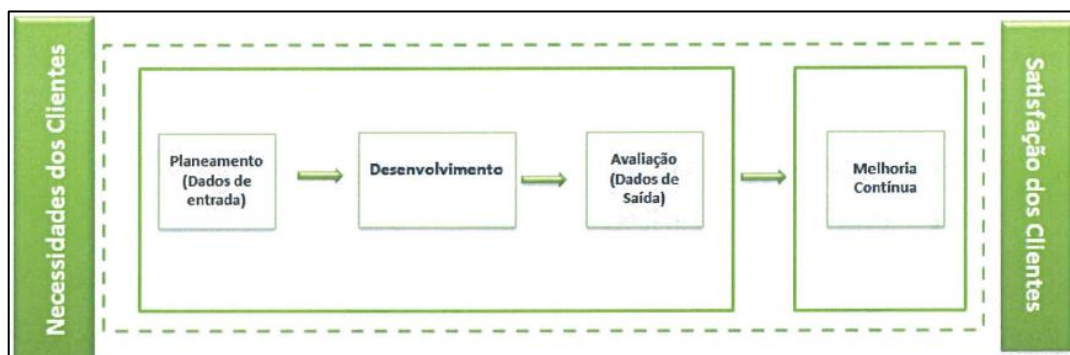 Necessidades dos Clientes
Planeamento
(Dados de
entrada)
Desenvolvimento
Avaliação
(Dados de
Saída)
Melhoria
Contínua
Satisfação dos Clientes